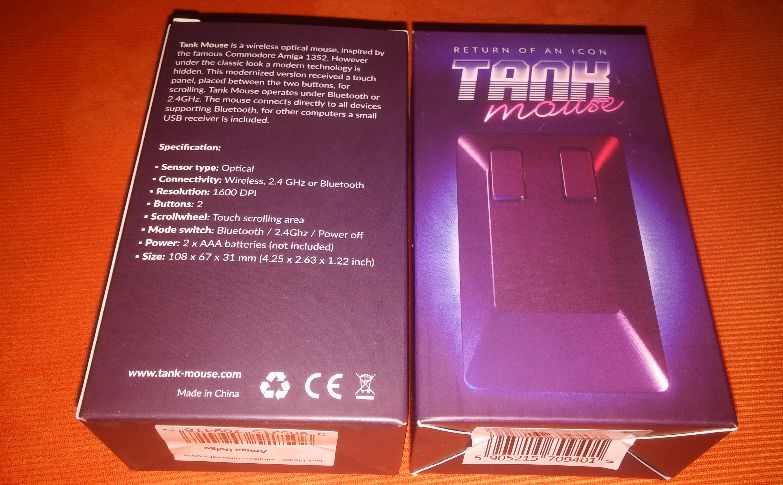 Tank Mouse is a wireless optical mouse, inspired by
the famous Commodore Amiga 1352. However
under the classic look a modern technology is
hidden. This modernized version received a touch
panel, placed between the two buttons, for
scrolling. Tank Mouse operates under Bluetooth or
2.4GHz. The mouse connects directly to all devices
supporting Bluetooth, for other computers a small
USB receiver is included.
Specification:
▪ Sensor type: Optical
▪ Connectivity: Wireless, 2.4 GHz or Bluetooth
▪ Resolution: 1600 DPI
▪ Buttons: 2
▪ Scrollwheel: Touch scrolling area
▪ Mode switch: Bluetooth / 2.4Ghz / Power off
▪ Power: 2 x AAA batteries (not included)
▪ Size: 108 x 67 x 31 mm (4.25 x 2.63 x 1.22 inch)
www.tank-mouse.com
Made in China
CE
RETURN OF AN ICON
TANK
mouse
5 905215 709401 >